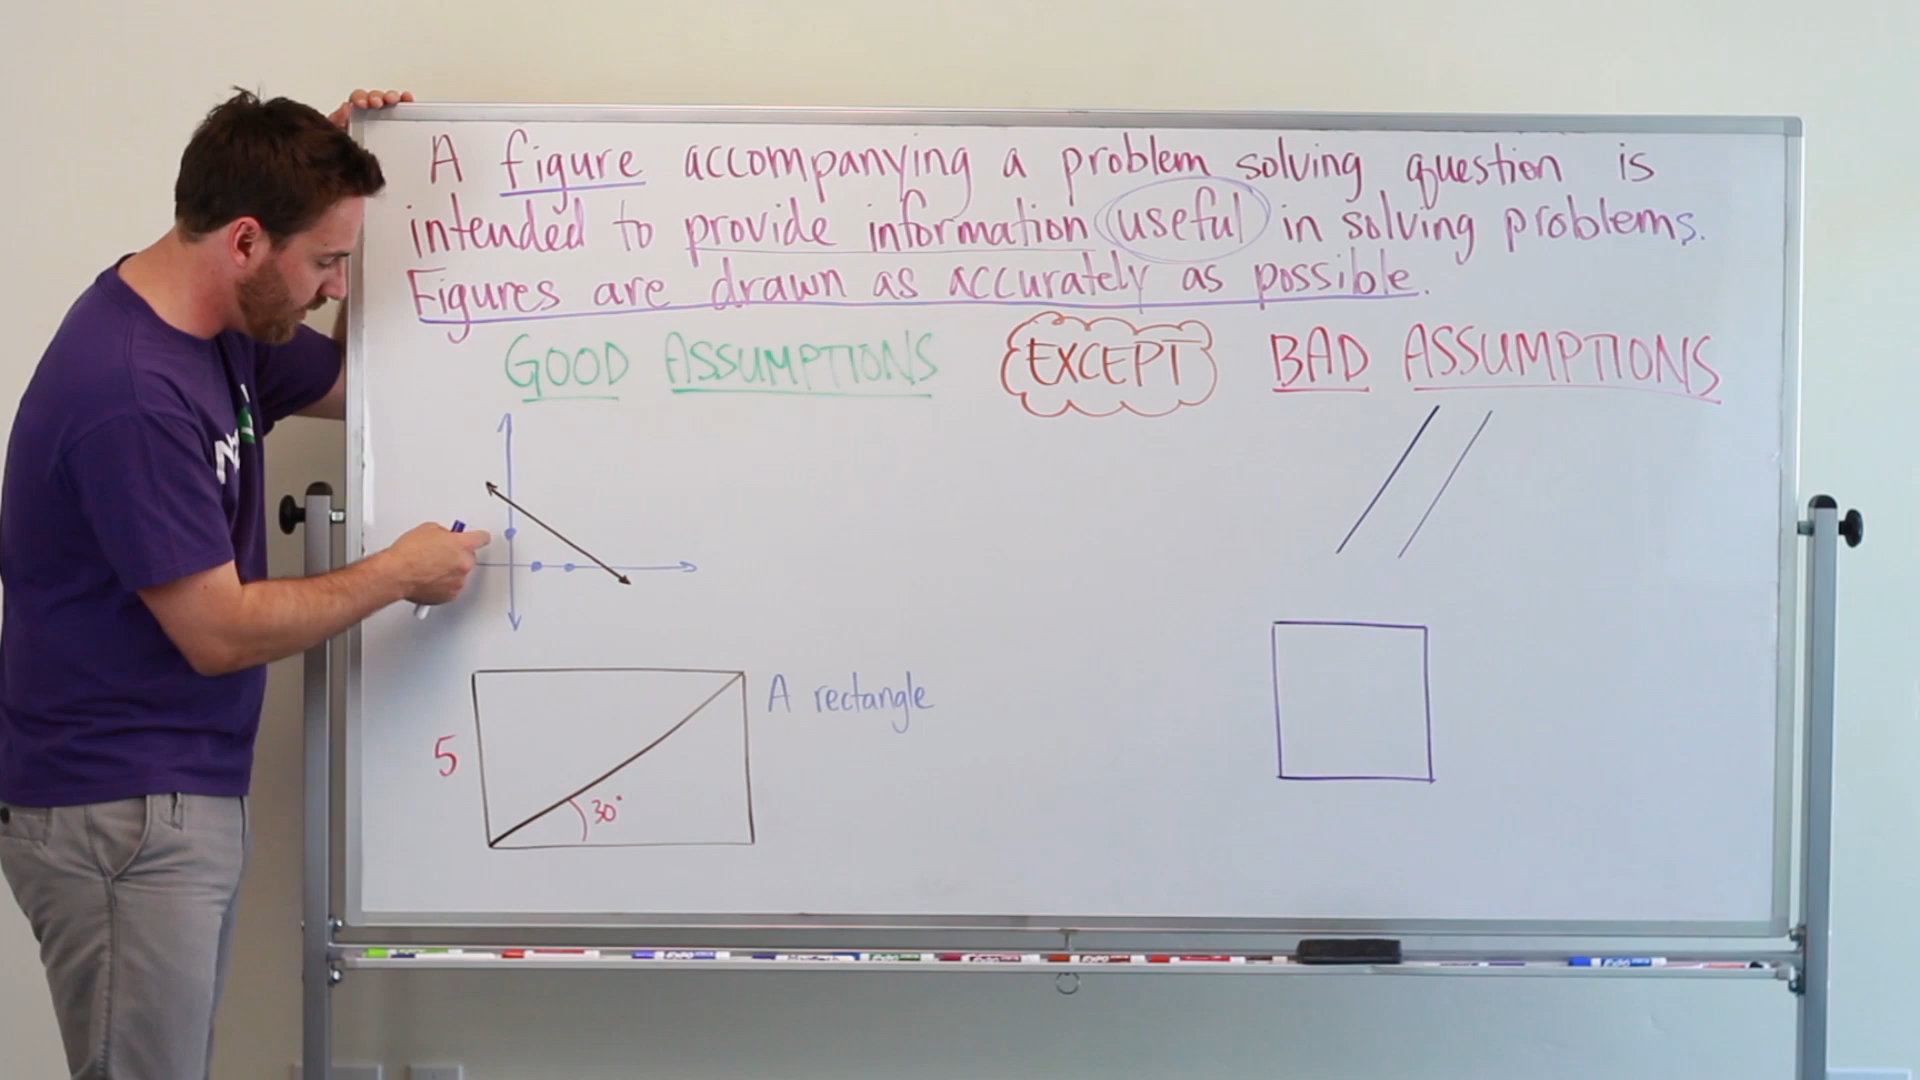 A figure accompanying a problem solving question is
intended to provide information useful in solving problems.
Figures are drawn as accurately as possible.
GOOD ASSUMPTIONS EXCEPT BAD ASSUMPTIONS
A rectangle
5
30°